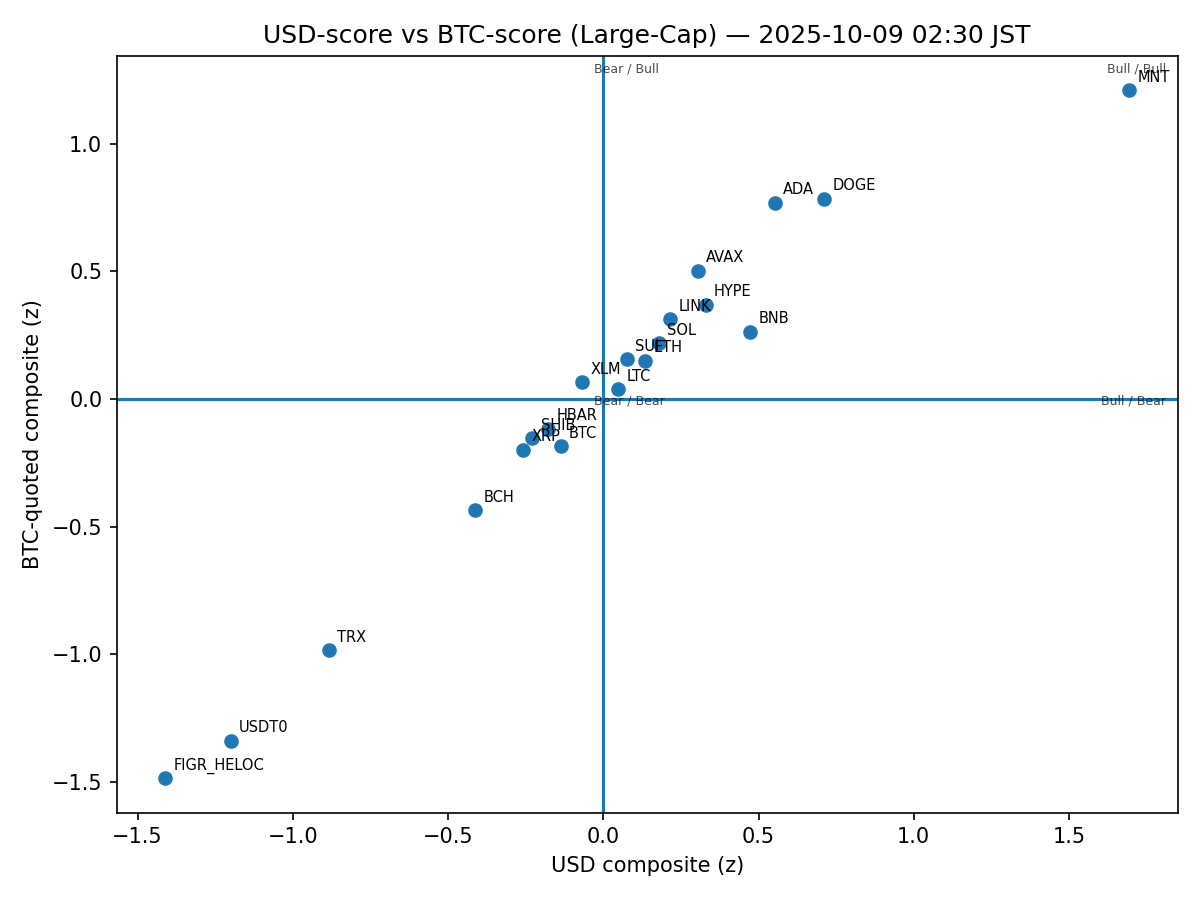 USD-score vs BTC-score (Large-Cap) — 2025-10-09 02:30 JST
Bear / Bull
Bull / Bull
MNT
1.0
ADA
DOGE
AVAX
0.5
HYPE
LINK
BNB
SOL
SUI
ETH
XLM
LTC
0.0
Bear / Bear
Bull / Bear
HBAR
SHIB
XRP
BTC
BCH
−0.5
TRX
−1.0
USDT0
FIGR_HELOC
−1.5
BTC-quoted composite (z)
−1.5
−1.0
−0.5
0.0
0.5
1.0
1.5
USD composite (z)